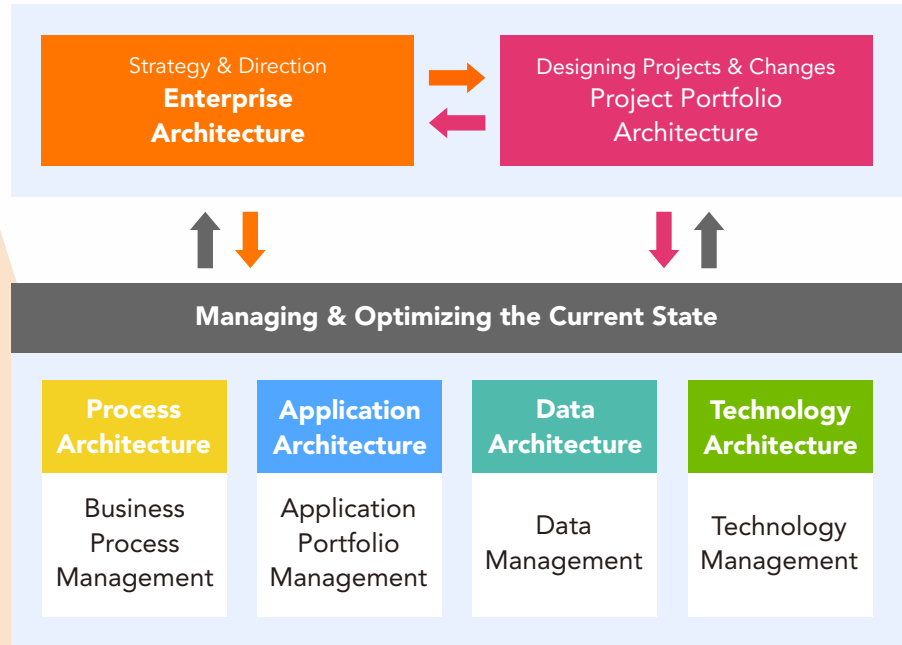 Strategy & Direction
Enterprise
Architecture
Designing Projects & Changes
Project Portfolio
Architecture
Managing & Optimizing the Current State
Process
Architecture
Business
Process
Management
Application
Architecture
Application
Portfolio
Management
Data
Architecture
Data
Management
Technology
Architecture
Technology
Management